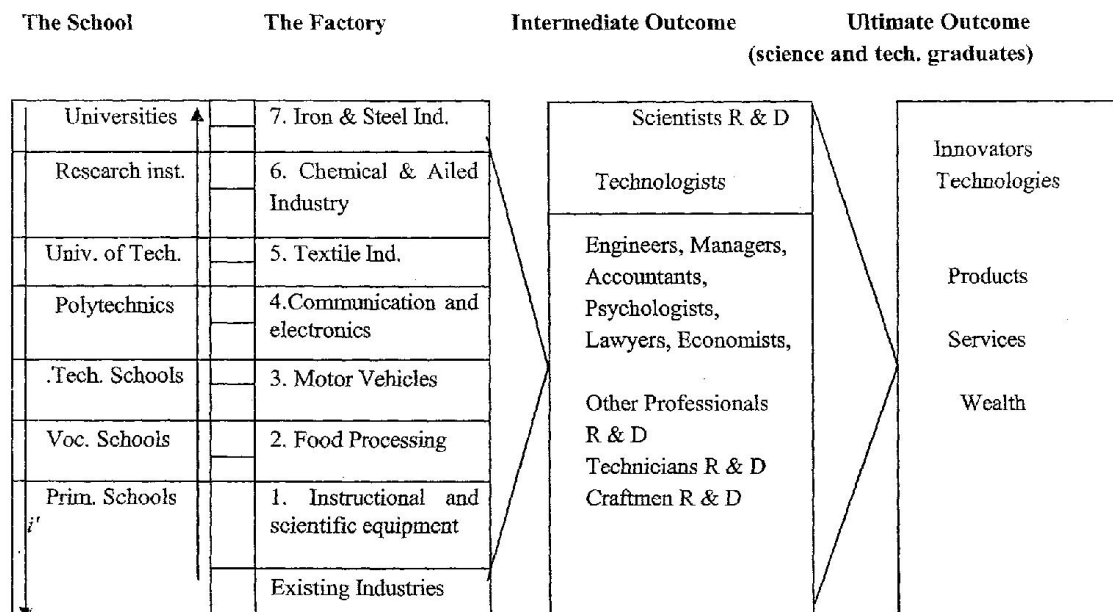 The School
The Factory
Intermediate Outcome
Ultimate Outcome
(science and tech. graduates)
Universities
Research inst.
Univ. of Tech.
Polytechnics
.Tech. Schools
Voc. Schools
Prim. Schools
i'
7. Iron & Steel Ind.
6. Chemical & Ailed
Industry
5. Textile Ind.
4.Communication and
electronics
3. Motor Vehicles
2. Food Processing
1. Instructional and
scientific equipment
Existing Industries
Scientists R & D
Technologists
Engineers, Managers,
Accountants,
Psychologists,
Lawyers, Economists,
Other Professionals
R & D
Technicians R & D
Craftmen R & D
Innovators
Technologies
Products
Services
Wealth